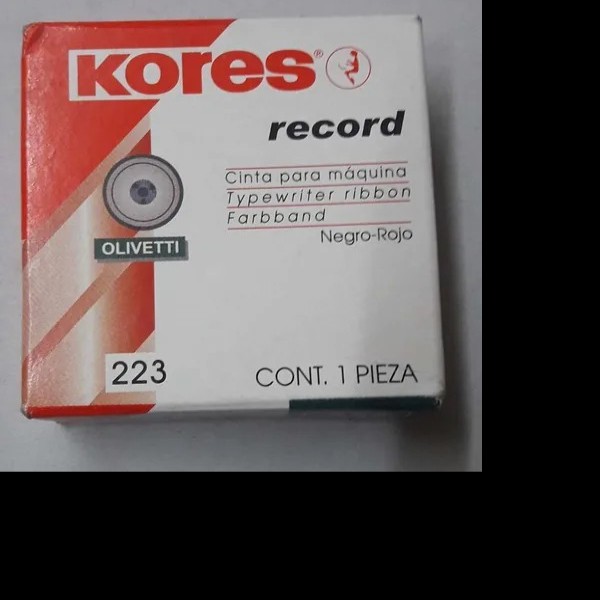 Kores®
record
Cinta para máquina
Typewriter ribbon
Farbband
Negro-Rojo
OLIVETTI
223
CONT. 1 PIEZA